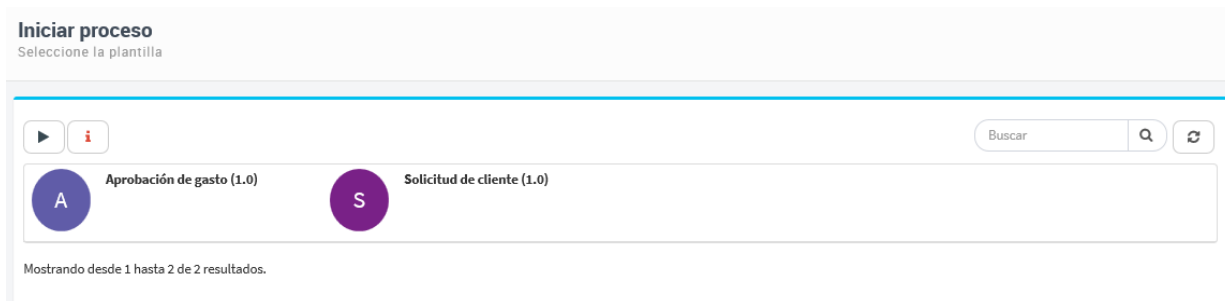 Iniciar proceso
Seleccione la plantilla
i
Buscar
A
Aprobación de gasto (1.0)
S
Solicitud de cliente (1.0)
Mostrando desde 1 hasta 2 de 2 resultados.